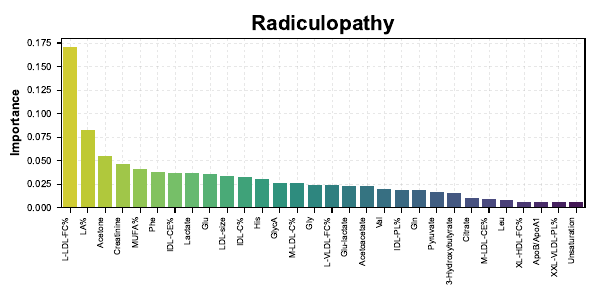 Radiculopathy
Importance
0.175
0.150
0.125
0.100
0.075
0.050
0.025
0.000
L-LDL-FC%
LA%
Acetone
Creatinine
MUFA%
Phe
IDL-CE%
Lactate
Glu
LDL-size
IDL-C%
His
GlycA
M-LDL-C%
Gly
L-VLDL-FC%
Glu-lactate
Acetoacetate
Val
IDL-PL%
Gln
Pyruvate
3-Hydroxybutyrate
Citrate
M-LDL-CE%
Leu
XL-HDL-FC%
ApoB/ApoA1
XXL-VLDL-PL%
Unsaturation